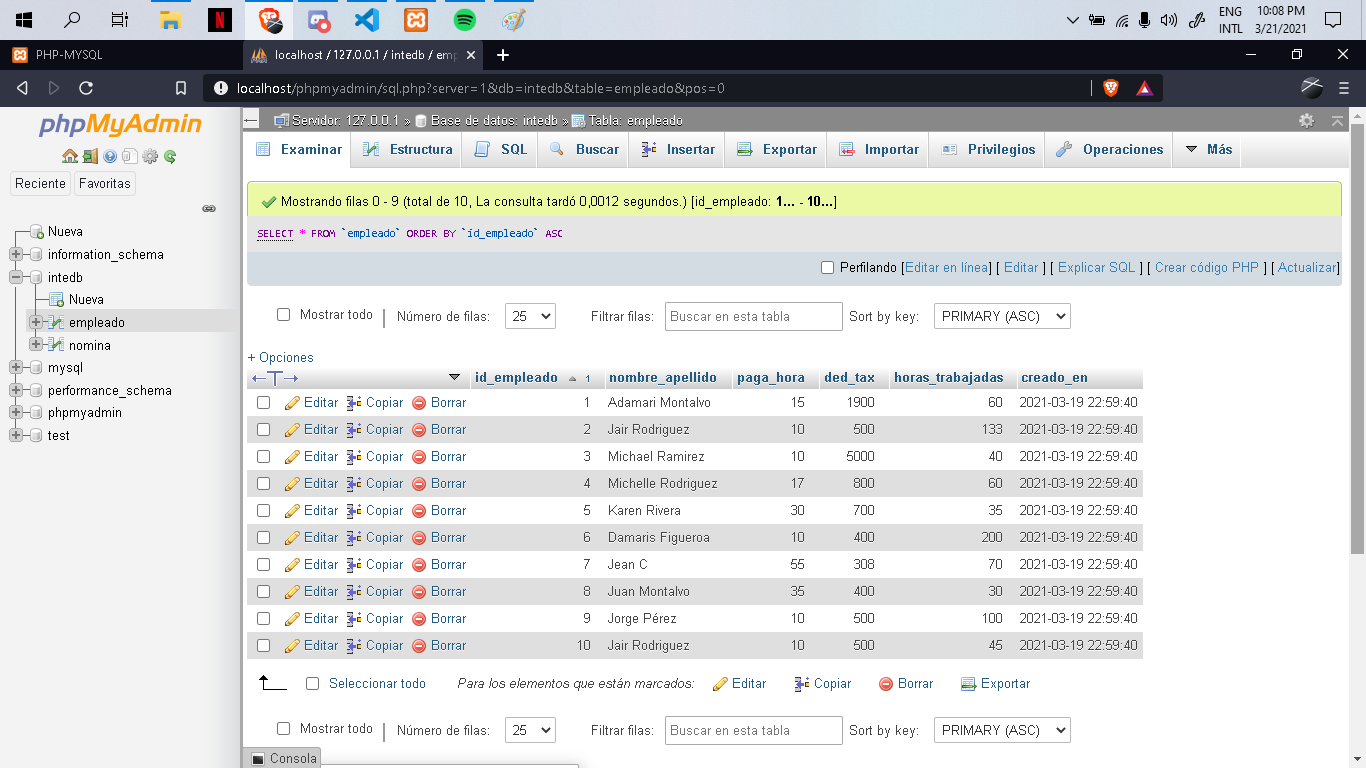 ENG
INTL
10:08 PM
3/21/2021
PHP-MYSQL
localhost / 127.0.0.1 / intedb / emp
localhost/phpmyadmin/sql.php?server=1&db=intedb&table=empleado&pos=0
phpMyAdmin
Reciente Favoritas
Nueva
information_schema
intedb
Nueva
empleado
nomina
mysql
performance_schema
phpmyadmin
test
Servidor: 127.0.0.1 » Base de datos: intedb » Tabla: empleado
Examinar Estructura SQL Buscar Insertar Exportar Importar Privilegios Operaciones Más
Mostrando filas 0 - 9 (total de 10, La consulta tardó 0,0012 segundos.) [id_empleado: 1... - 10...]
SELECT * FROM `empleado` ORDER BY `id_empleado` ASC
Perfilando [Editar en línea] [ Editar ] [ Explicar SQL ] [ Crear código PHP ] [ Actualizar]
Mostrar todo | Número de filas: 25 Filtrar filas: Buscar en esta tabla Sort by key: PRIMARY (ASC)
+ Opciones
←T→ id_empleado 1 nombre_apellido paga_hora ded_tax horas_trabajadas creado_en
Editar Copiar Borrar 1 Adamari Montalvo 15 1900 60 2021-03-19 22:59:40
Editar Copiar Borrar 2 Jair Rodriguez 10 500 133 2021-03-19 22:59:40
Editar Copiar Borrar 3 Michael Ramirez 10 5000 40 2021-03-19 22:59:40
Editar Copiar Borrar 4 Michelle Rodriguez 17 800 60 2021-03-19 22:59:40
Editar Copiar Borrar 5 Karen Rivera 30 700 35 2021-03-19 22:59:40
Editar Copiar Borrar 6 Damaris Figueroa 10 400 200 2021-03-19 22:59:40
Editar Copiar Borrar 7 Jean C 55 308 70 2021-03-19 22:59:40
Editar Copiar Borrar 8 Juan Montalvo 35 400 30 2021-03-19 22:59:40
Editar Copiar Borrar 9 Jorge Pérez 10 500 100 2021-03-19 22:59:40
Editar Copiar Borrar 10 Jair Rodriguez 10 500 45 2021-03-19 22:59:40
Seleccionar todo Para los elementos que están marcados: Editar Copiar Borrar Exportar
Mostrar todo | Número de filas: 25 Filtrar filas: Buscar en esta tabla Sort by key: PRIMARY (ASC)
Consola